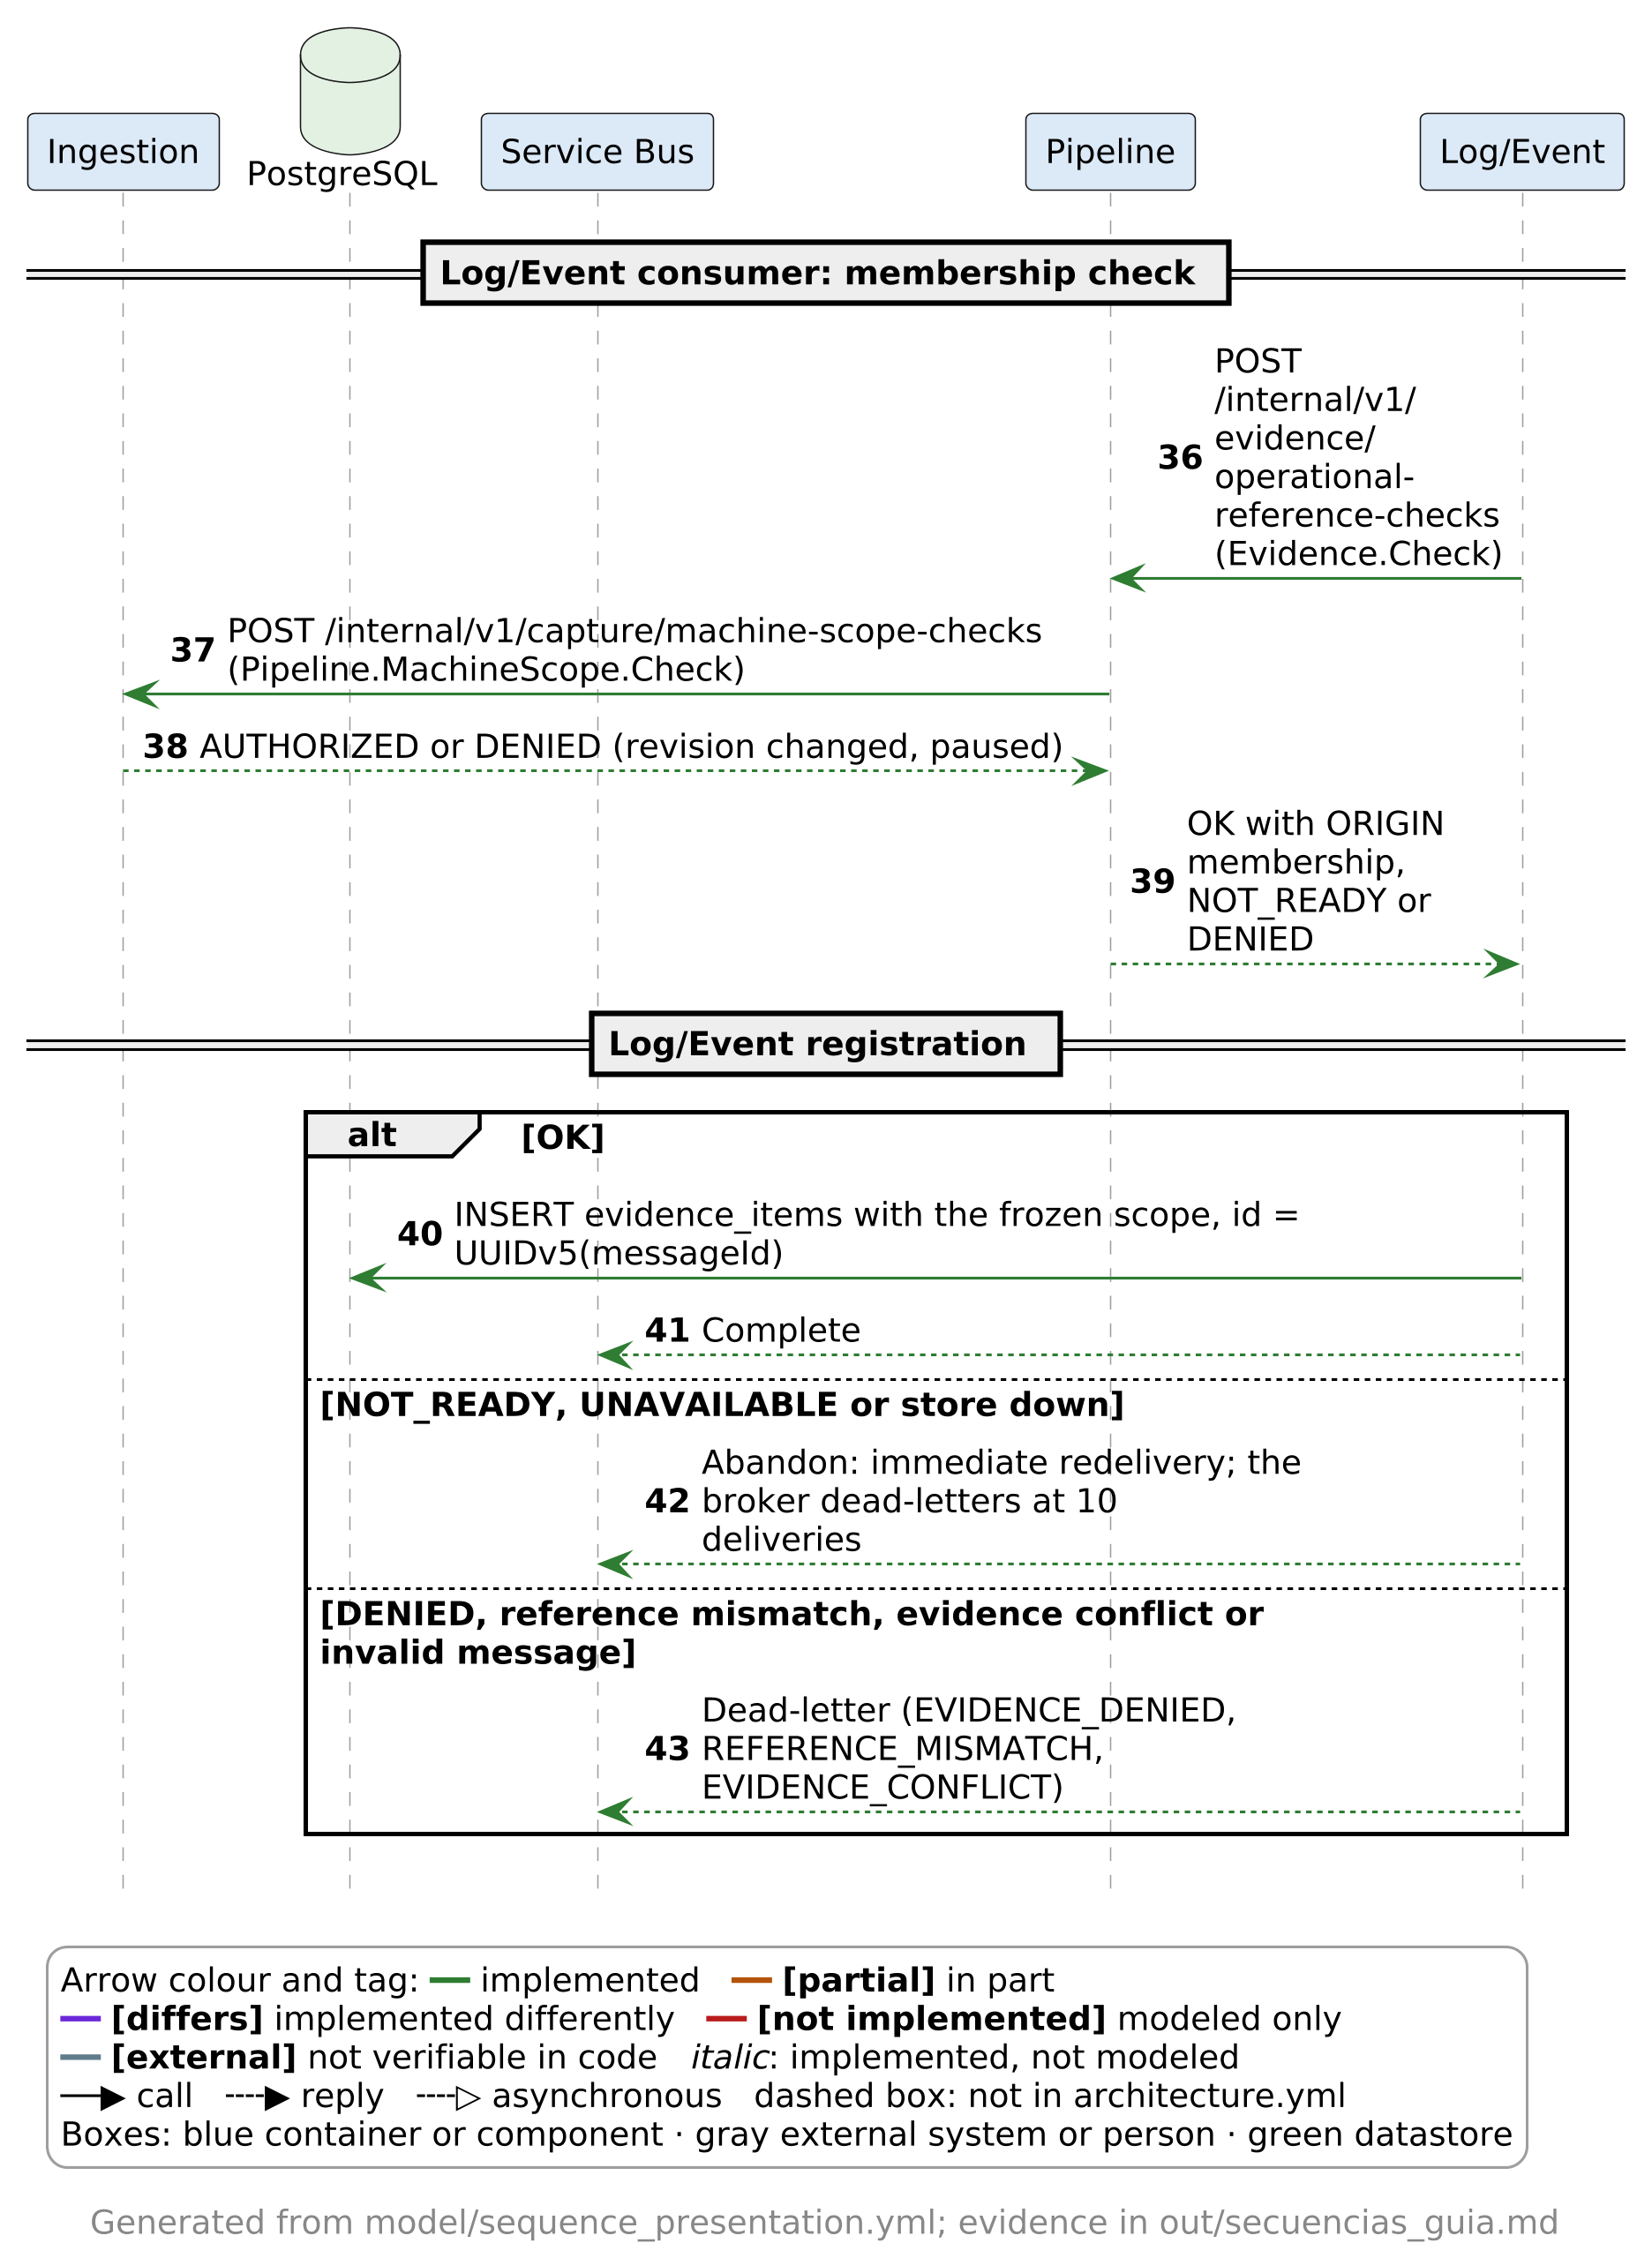 Ingestion
PostgreSQL
Service Bus
Pipeline
Log/Event
Log/Event consumer: membership check
36 POST
/internal/v1/
evidence/
operational-
reference-checks
(Evidence.Check)
37 POST /internal/v1/capture/machine-scope-checks
(Pipeline.MachineScope.Check)
38 AUTHORIZED or DENIED (revision changed, paused)
39 OK with ORIGIN
membership,
NOT_READY or
DENIED
Log/Event registration
alt [OK]
40 INSERT evidence_items with the frozen scope, id =
UUIDv5(messageId)
41 Complete
[NOT_READY, UNAVAILABLE or store down]
42 Abandon: immediate redelivery; the
broker dead-letters at 10
deliveries
[DENIED, reference mismatch, evidence conflict or
invalid message]
43 Dead-letter (EVIDENCE_DENIED,
REFERENCE_MISMATCH,
EVIDENCE_CONFLICT)
Arrow colour and tag: implemented [partial] in part
[differs] implemented differently [not implemented] modeled only
[external] not verifiable in code italic: implemented, not modeled
call reply asynchronous dashed box: not in architecture.yml
Boxes: blue container or component · gray external system or person · green datastore
Generated from model/sequence_presentation.yml; evidence in out/secuencias_guia.md